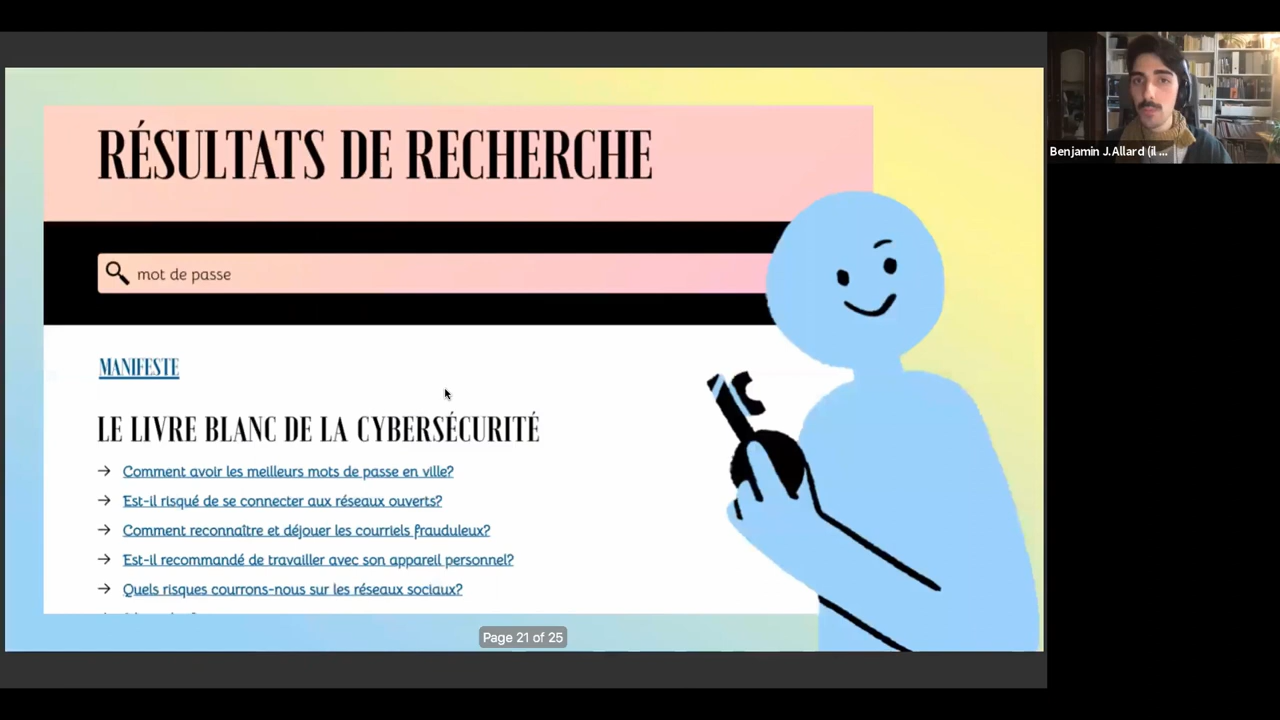 RÉSULTATS DE RECHERCHE
mot de passe
MANIFESTE
LE LIVRE BLANC DE LA CYBERSÉCURITÉ
→ Comment avoir les meilleurs mots de passe en ville?
→ Est-il risqué de se connecter aux réseaux ouverts?
→ Comment reconnaître et déjouer les courriels frauduleux?
→ Est-il recommandé de travailler avec son appareil personnel?
→ Quels risques courrons-nous sur les réseaux sociaux?
Page 21 of 25
Benjamin J.Allard (il ...